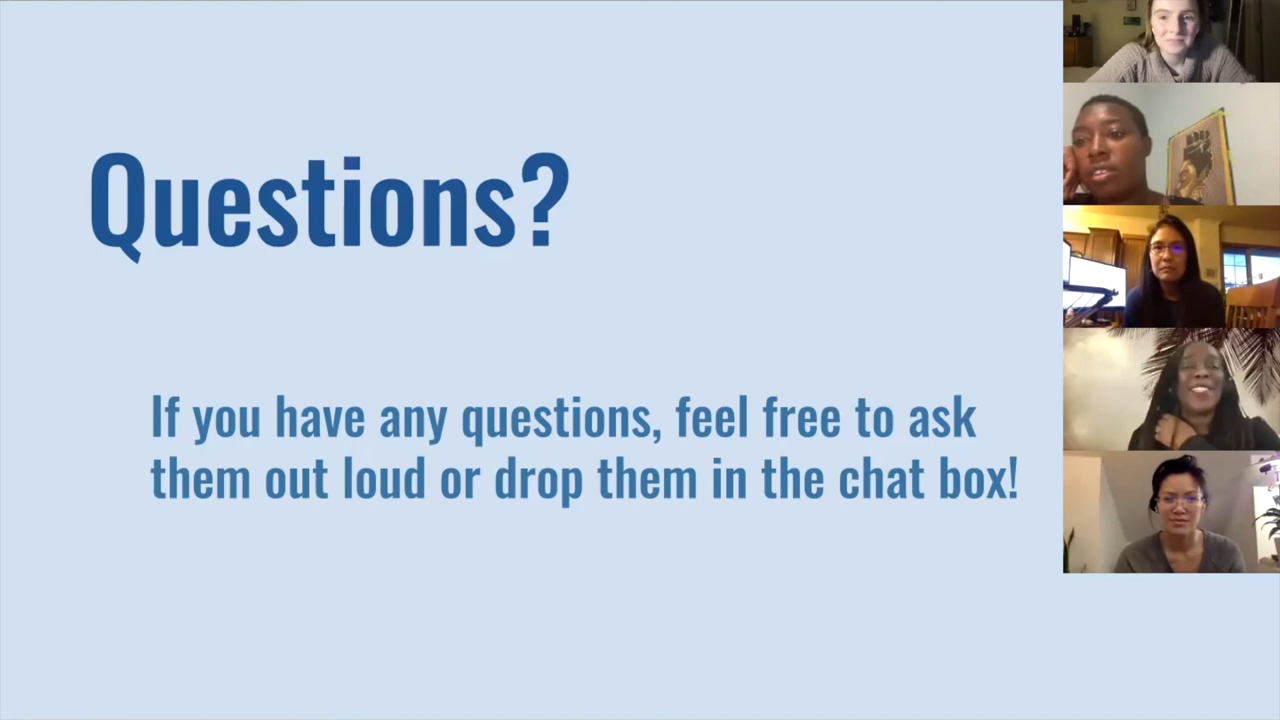 Questions?
If you have any questions, feel free to ask
them out loud or drop them in the chat box!